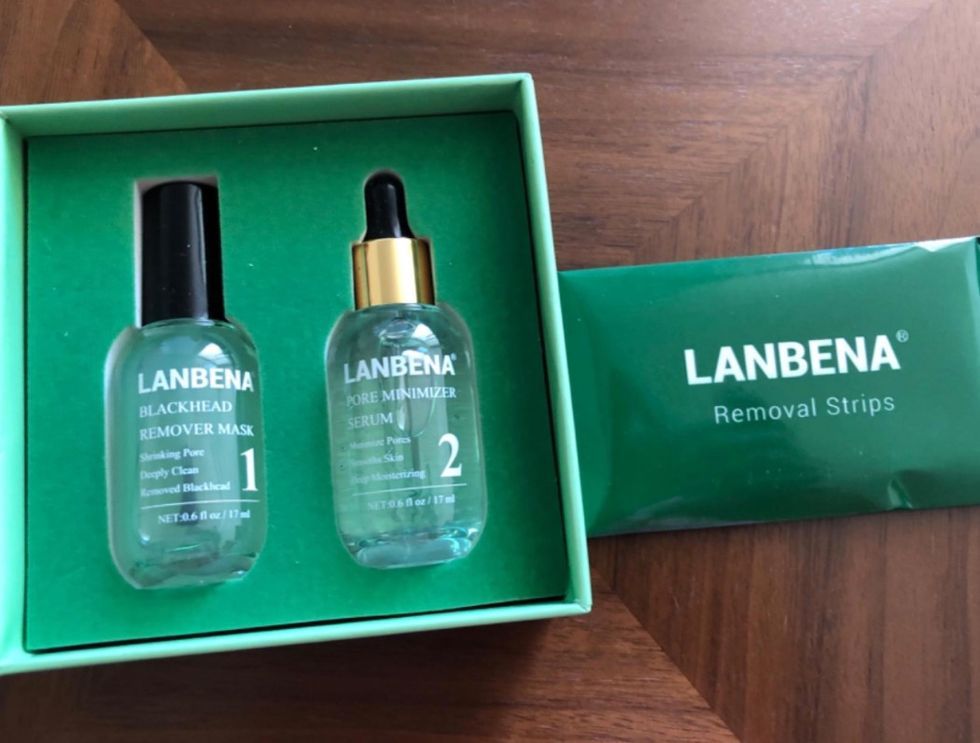 LANBENA
BLACKHEAD
REMOVER MASK
Shrinking Pore
Deeply Clean
Removed Blackhead
1
NET:0.6 fl oz / 17 ml
LANBENA®
PORE MINIMIZER
SERUM
Minimize Pores
Smooths Skin
Deep Moisturizing
2
NET:0.6 fl oz / 17 ml
LANBENA®
Removal Strips